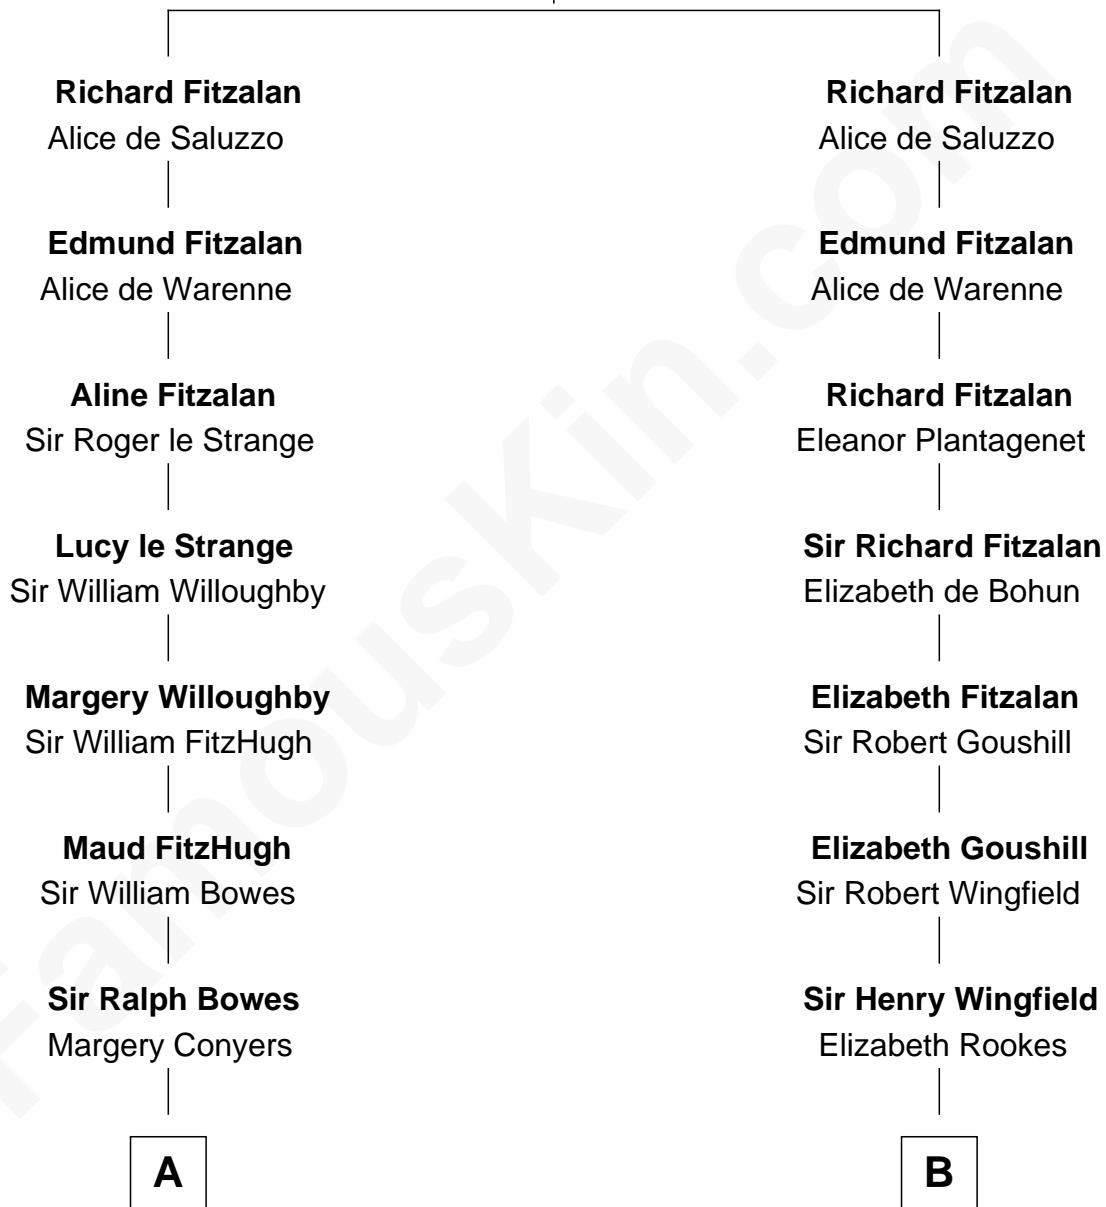 Richard Fitzalan
Alice de Saluzzo
Edmund Fitzalan
Alice de Warenne
Aline Fitzalan
Sir Roger le Strange
Lucy le Strange
Sir William Willoughby
Margery Willoughby
Sir William FitzHugh
Maud FitzHugh
Sir William Bowes
Sir Ralph Bowes
Margery Conyers
A
Richard Fitzalan
Alice de Saluzzo
Edmund Fitzalan
Alice de Warenne
Richard Fitzalan
Eleanor Plantagenet
Sir Richard Fitzalan
Elizabeth de Bohun
Elizabeth Fitzalan
Sir Robert Goushill
Elizabeth Goushill
Sir Robert Wingfield
Sir Henry Wingfield
Elizabeth Rookes
B
FamousKin.com